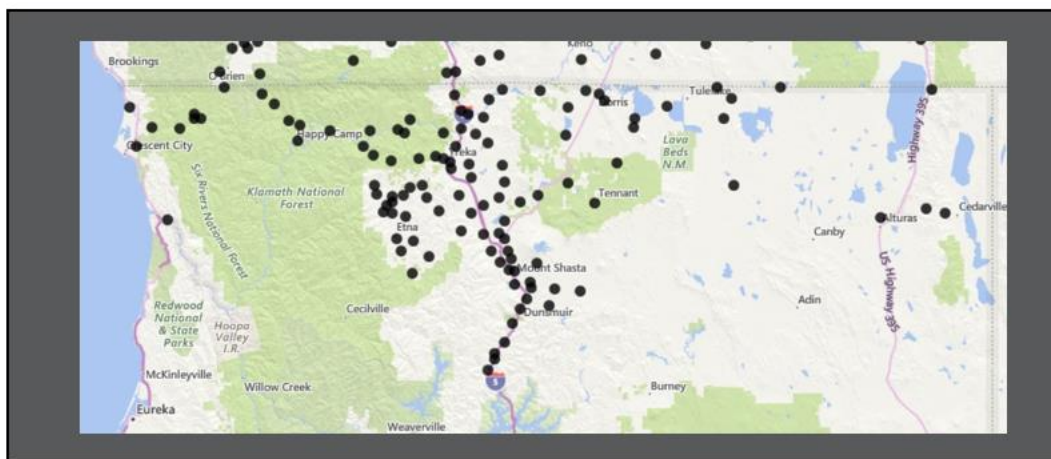 Brookings
O'Brien
Keno
Tulelake
Happy Camp
Crescent City
Yreka
Lava
Beds
N.M.
Highway 395
Klamath National
Forest
Six Rivers National Forest
Tennant
Etna
Cedarville
Alturas
Canby
Mount Shasta
US Highway 395
Cecilville
Adin
Dunsmuir
Redwood
National
& State
Parks
Hoopa
Valley
I.R.
McKinleyville
Willow Creek
5
Burney
Eureka
Weaverville